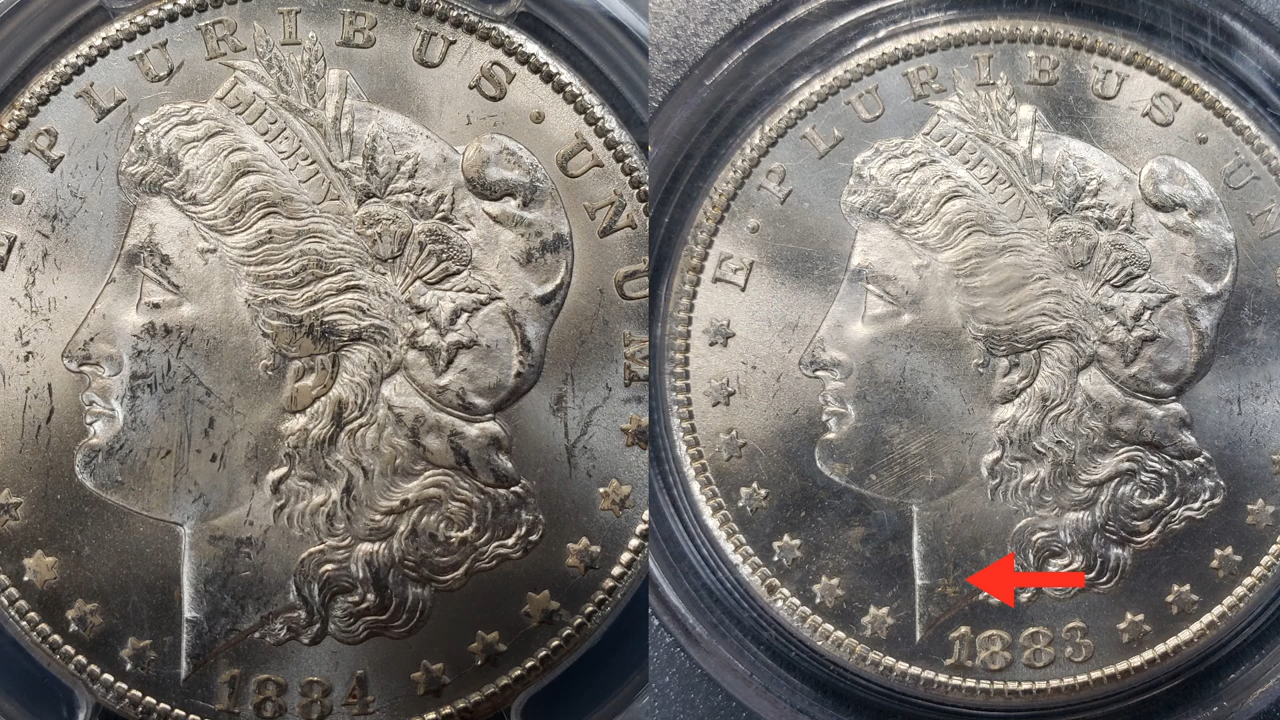 E · PLURIBUS · UNUM
LIBERTY
1884
E · PLURIBUS · UN
LIBERTY
1883